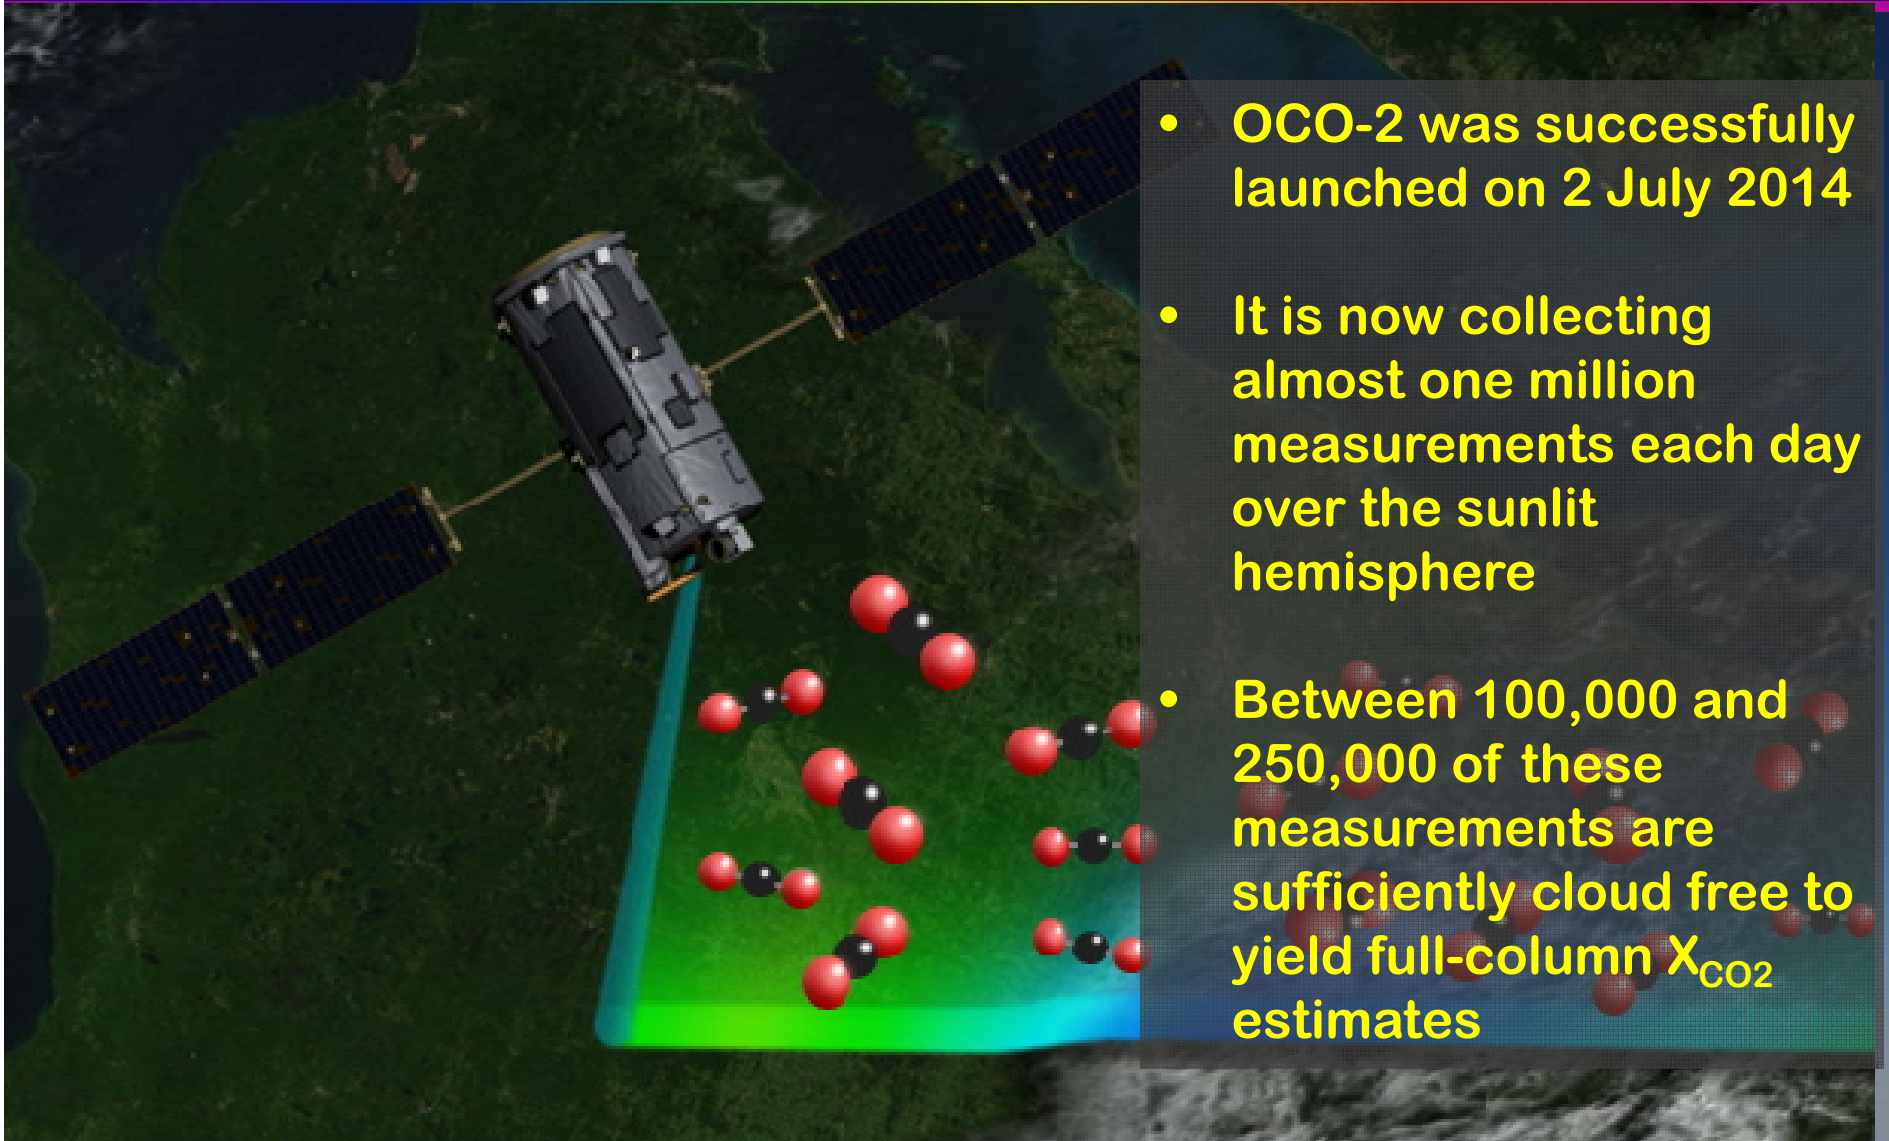 • OCO-2 was successfully
launched on 2 July 2014
• It is now collecting
almost one million
measurements each day
over the sunlit
hemisphere
• Between 100,000 and
250,000 of these
measurements are
sufficiently cloud free to
yield full-column XCO2
estimates